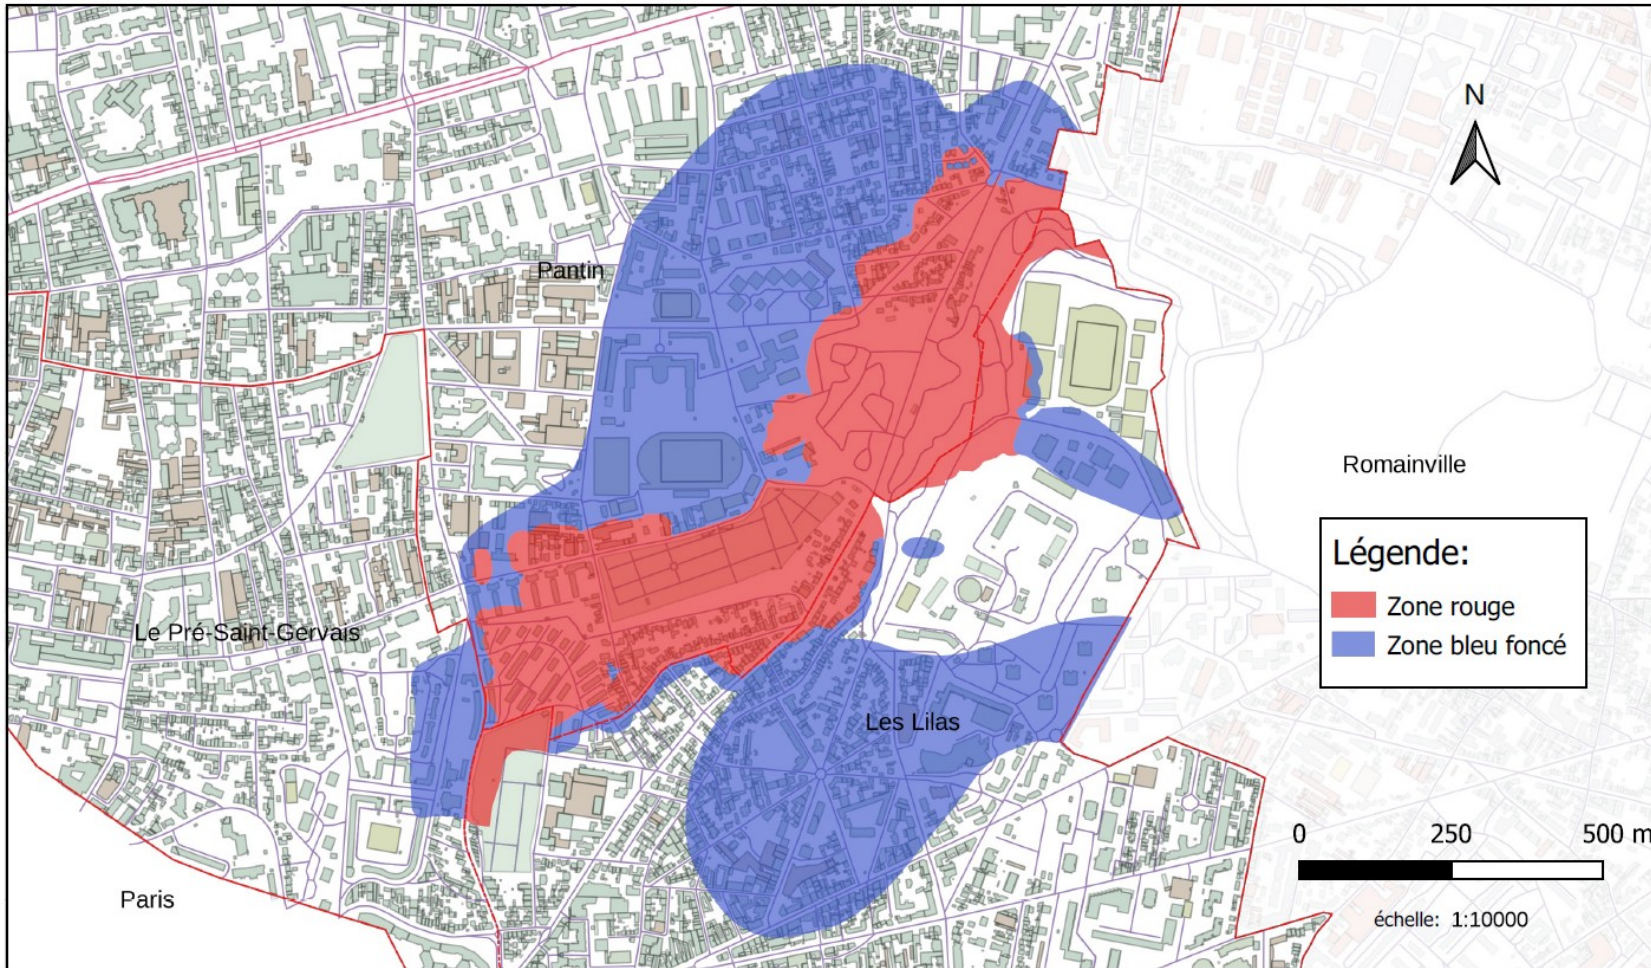 N
Pantin
Romainville
Légende:
Zone rouge
Zone bleu foncé
Le Pré-Saint-Gervais
Les Lilas
0 250 500 m
Paris
échelle: 1:10000